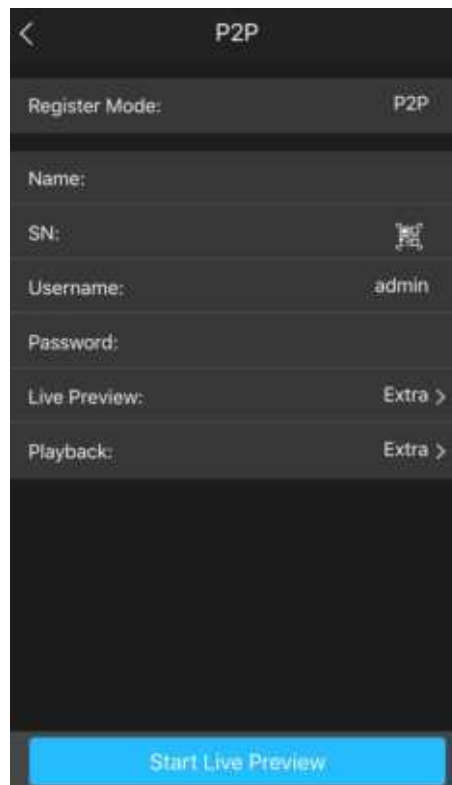 P2P
Register Mode: P2P
Name:
SN:
Username: admin
Password:
Live Preview: Extra >
Playback: Extra >
Start Live Preview